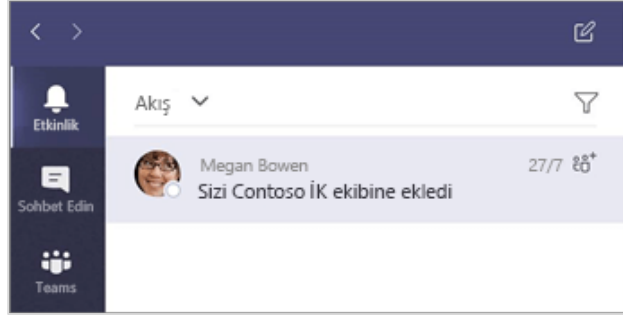 Etkinlik
Sohbet Edin
Teams
Akış
Megan Bowen
27/7
Sizi Contoso İK ekibine ekledi